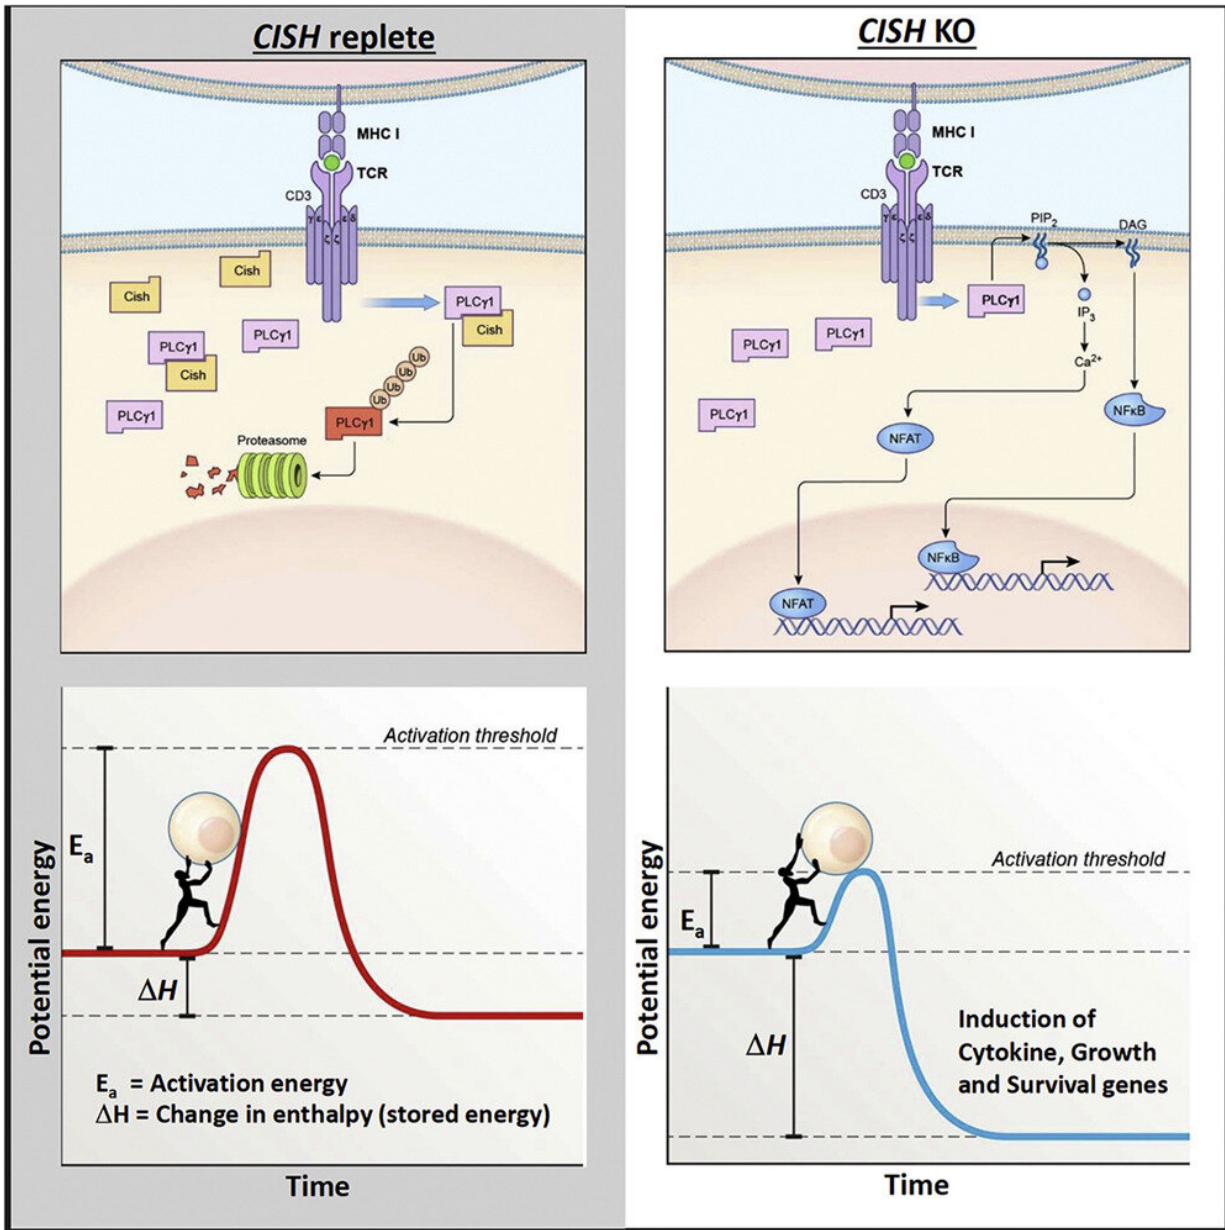 CISH replete
MHC I
TCR
CD3
γ ε ε δ
ζ ζ
Cish
Cish
PLCγ1
Cish
PLCγ1
PLCγ1
Cish
PLCγ1
Ub
Ub
Ub
Ub
PLCγ1
Proteasome
CISH KO
MHC I
TCR
CD3
γ ε ε δ
ζ ζ
PIP2
DAG
PLCγ1
IP3
Ca2+
PLCγ1
PLCγ1
PLCγ1
NFκB
NFAT
NFκB
NFAT
Activation threshold
Ea
ΔH
Potential energy
Ea = Activation energy
ΔH = Change in enthalpy (stored energy)
Time
Activation threshold
Ea
ΔH
Potential energy
Induction of
Cytokine, Growth
and Survival genes
Time